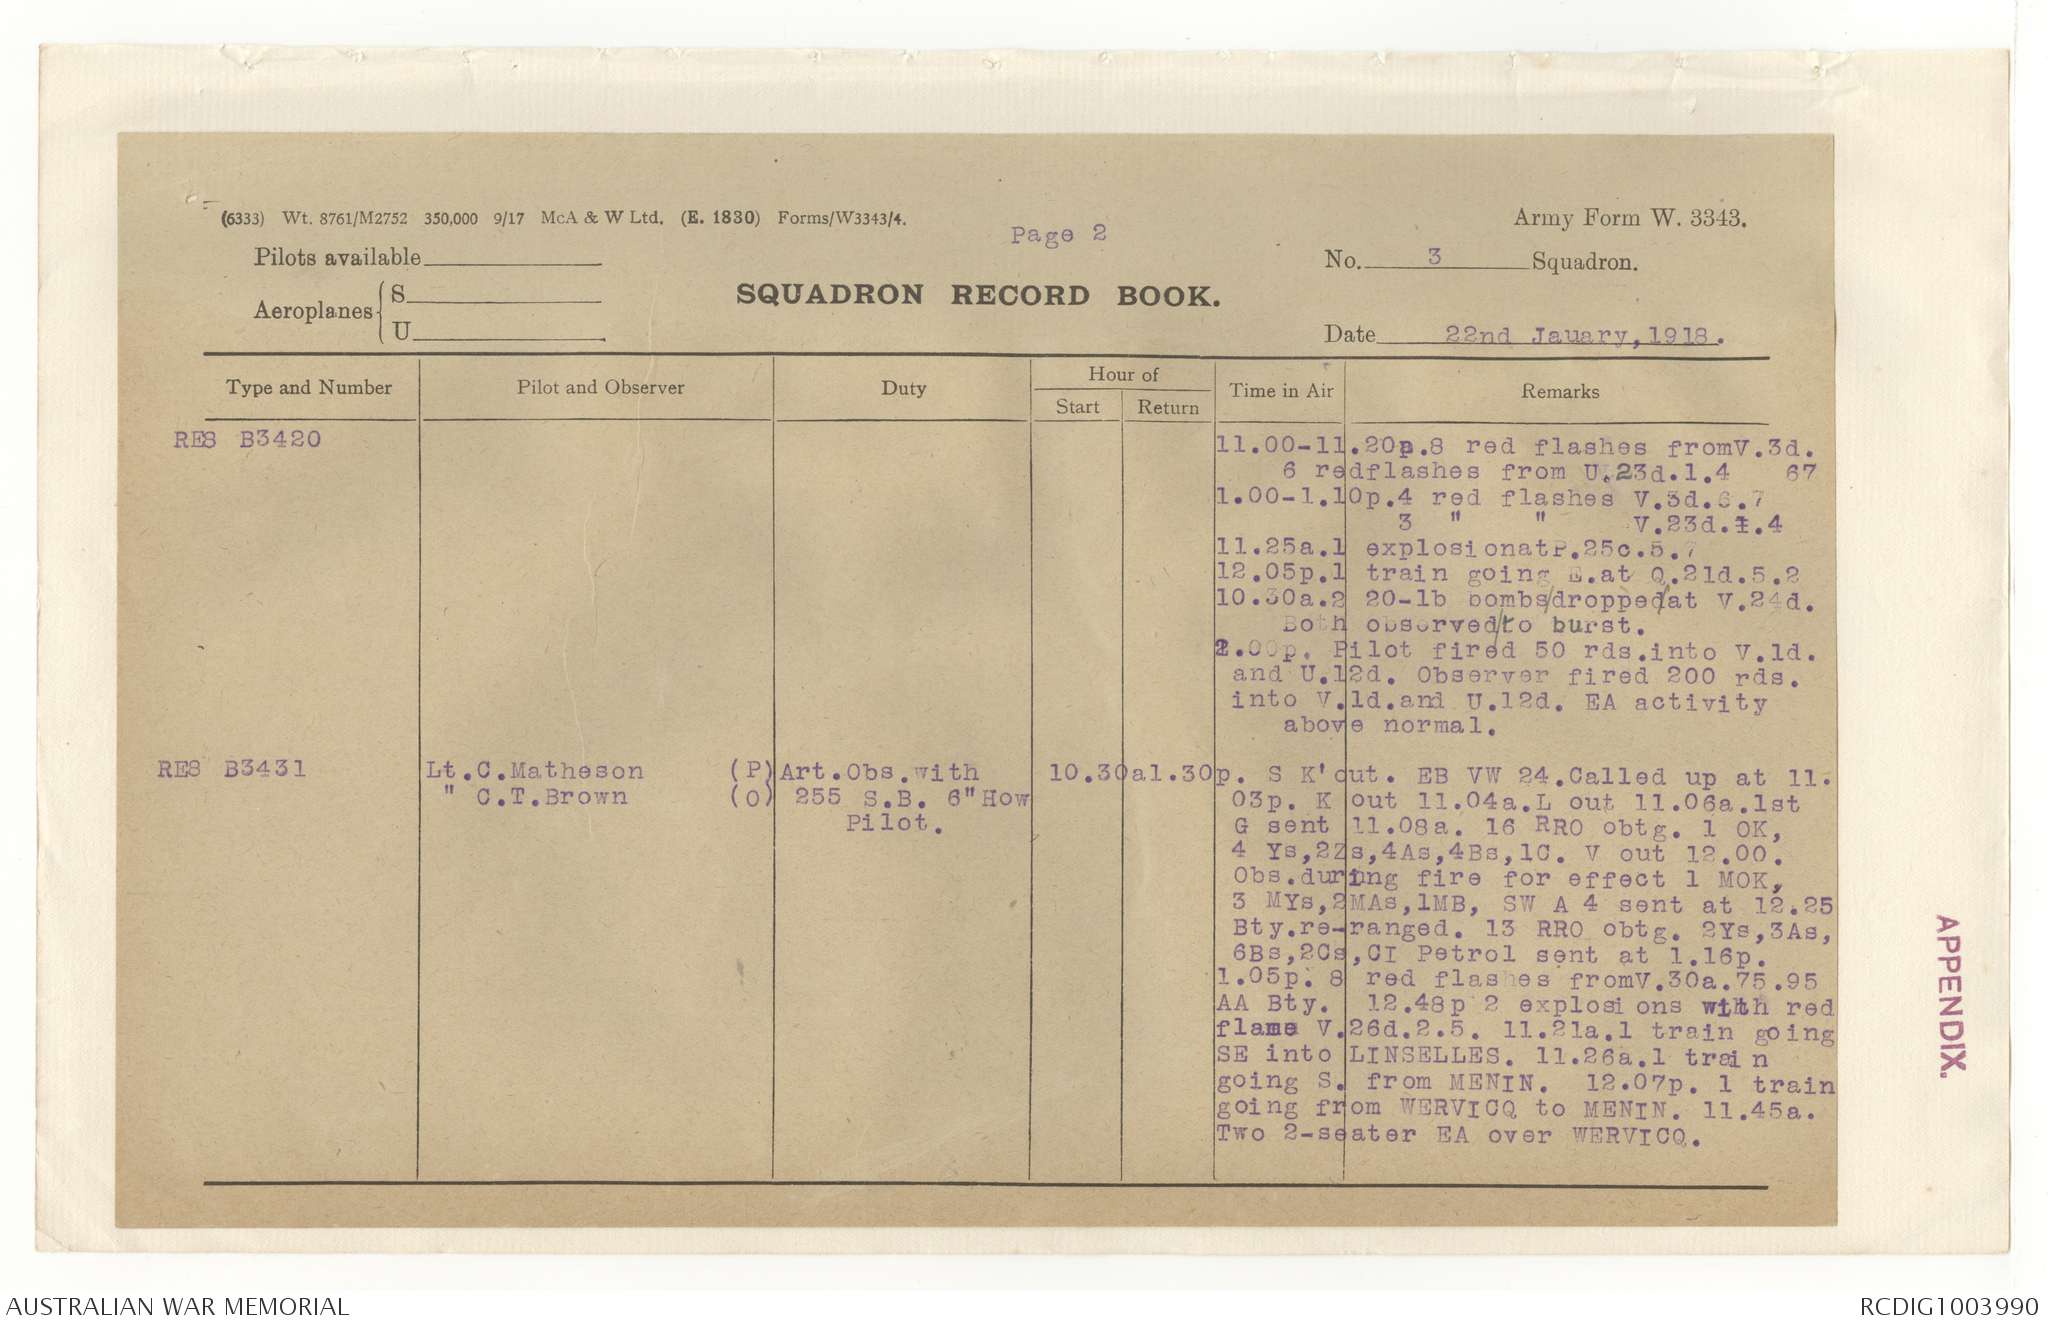 (6333) Wt. 8761/M2752 350,000 9/17 McA & W Ltd. (E. 1830) Forms/W3343/4.
Army Form W. 3343.
Page 2
Pilots available
No. 3 Squadron.
Aeroplanes { S
U
SQUADRON RECORD BOOK.
Date 22nd Jauary,1918.
Type and Number Pilot and Observer Duty Hour of Time in Air Remarks
Start Return
RE8 B3420
11.00-11.20a.8 red flashes fromV.3d.
6 redflashes from U.23d.1.4 67
1.00-1.10p.4 red flashes V.3d.6.7
3 " " V.23d.1.4
11.25a.1 explosionatP.25c.5.7
12.05p.1 train going E.at Q.21d.5.2
10.30a.2 20-lb bombs/dropped/at V.24d.
Both observed/to burst.
1.00p. Pilot fired 50 rds.into V.1d.
and U.12d. Observer fired 200 rds.
into V.1d.and U.12d. EA activity
above normal.
RE8 B3431 Lt.C.Matheson (P) Art.Obs.with 10.30a1.30p. S K'out. EB VW 24.Called up at 11.
" C.T.Brown (O) 255 S.B. 6"How 03p. K out 11.04a.L out 11.06a.1st
Pilot. G sent 11.08a. 16 RRO obtg. 1 OK,
4 Ys,2Zs,4As,4Bs,1C. V out 12.00.
Obs.during fire for effect 1 MOK,
3 MYs,2MAs,1MB, SW A 4 sent at 12.25
Bty.re-ranged. 13 RRO obtg. 2Ys,3As,
6Bs,2Cs,CI Petrol sent at 1.16p.
1.05p. 8 red flashes fromV.30a.75.95
AA Bty. 12.48p 2 explosions with red
flame V.26d.2.5. 11.21a.1 train going
SE into LINSELLES. 11.26a.1 train
going S. from MENIN. 12.07p. 1 train
going from WERVICQ to MENIN. 11.45a.
Two 2-seater EA over WERVICQ.
APPENDIX.
AUSTRALIAN WAR MEMORIAL
RCDIG1003990